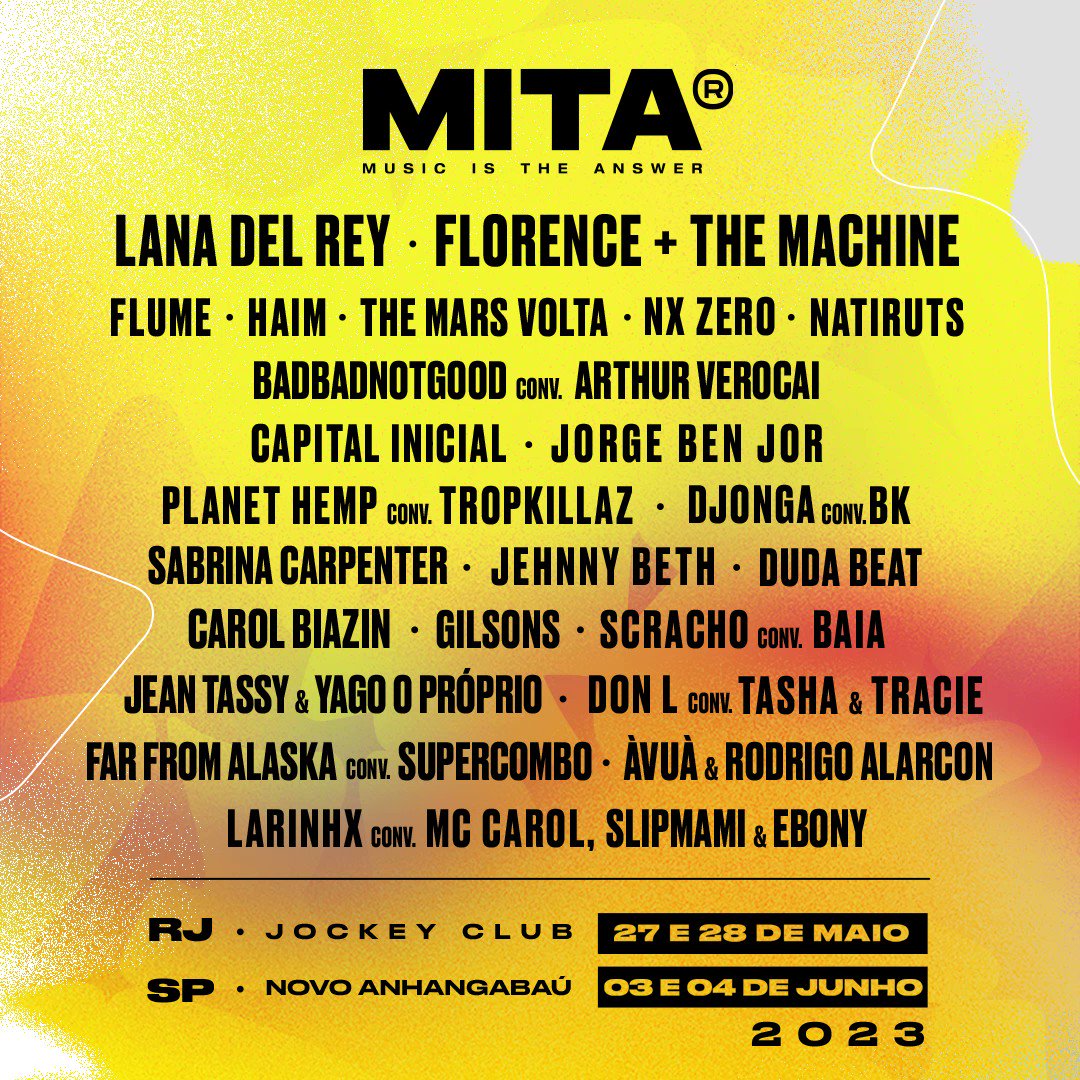 MITA®
MUSIC IS THE ANSWER
LANA DEL REY · FLORENCE + THE MACHINE
FLUME · HAIM · THE MARS VOLTA · NX ZERO · NATIRUTS
BADBADNOTGOOD CONV. ARTHUR VEROCAI
CAPITAL INICIAL · JORGE BEN JOR
PLANET HEMP CONV. TROPKILLAZ · DJONGA CONV. BK
SABRINA CARPENTER · JEHNNY BETH · DUDA BEAT
CAROL BIAZIN · GILSONS · SCRACHO CONV. BAIA
JEAN TASSY & YAGO O PRÓPRIO · DON L CONV. TASHA & TRACIE
FAR FROM ALASKA CONV. SUPERCOMBO · ÀVUÀ & RODRIGO ALARCON
LARINHX CONV. MC CAROL, SLIPMAMI & EBONY
RJ · JOCKEY CLUB 27 E 28 DE MAIO
SP · NOVO ANHANGABAÚ 03 E 04 DE JUNHO
2023